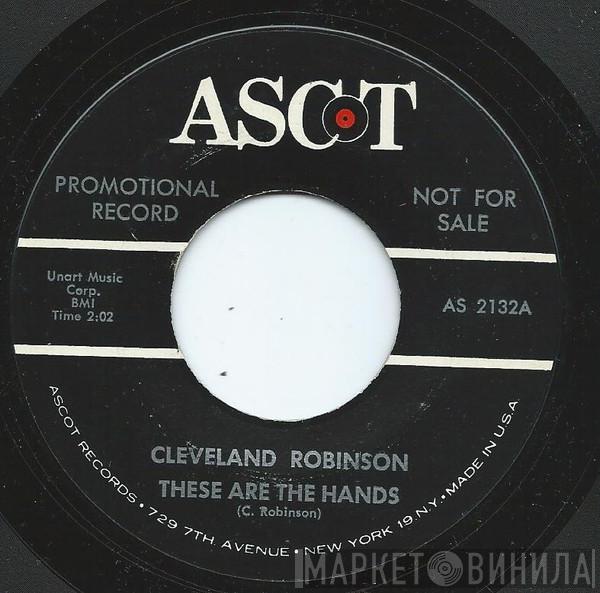 ASCOT
PROMOTIONAL
RECORD
NOT FOR
SALE
Unart Music
Corp.
BMI
Time 2:02
AS 2132A
CLEVELAND ROBINSON
THESE ARE THE HANDS
(C. Robinson)
ASCOT RECORDS • 729 7TH AVENUE • NEW YORK 19, N.Y. • MADE IN U.S.A.
МАРКЕТ ВИНИЛА